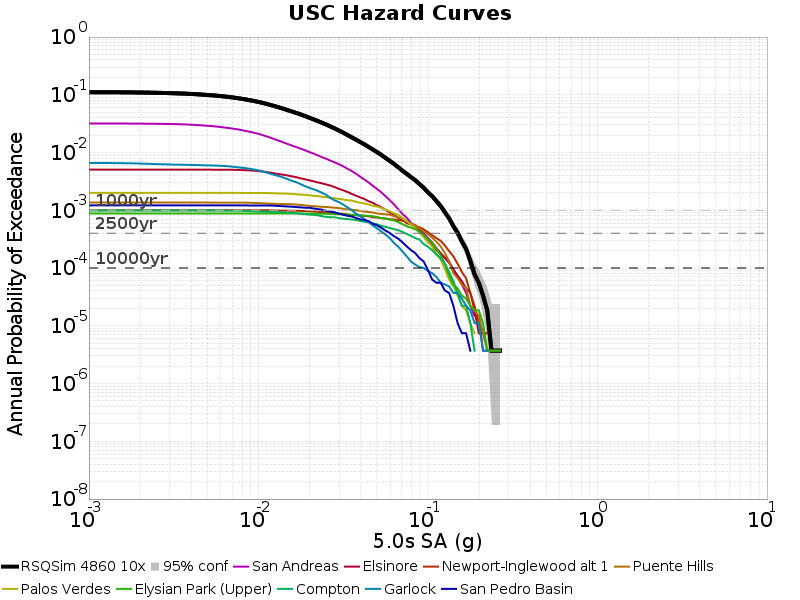 USC Hazard Curves
Annual Probability of Exceedance
10^0
10^-1
10^-2
10^-3
10^-4
10^-5
10^-6
10^-7
10^-8
1000yr
2500yr
10000yr
10^-3 10^-2 10^-1 10^0 10^1
5.0s SA (g)
RSQSim 4860 10x 95% conf San Andreas Elsinore Newport-Inglewood alt 1 Puente Hills
Palos Verdes Elysian Park (Upper) Compton Garlock San Pedro Basin